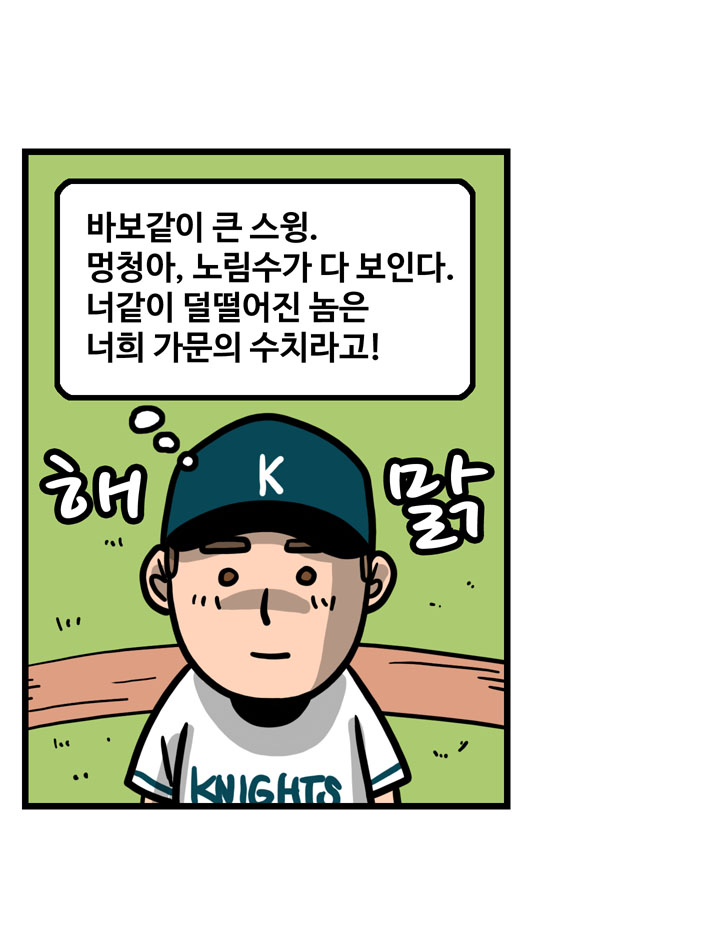 바보같이 큰 스윙.
멍청아, 노림수가 다 보인다.
너같이 덜떨어진 놈은
너희 가문의 수치라고!
K
해맑
KNIGHTS